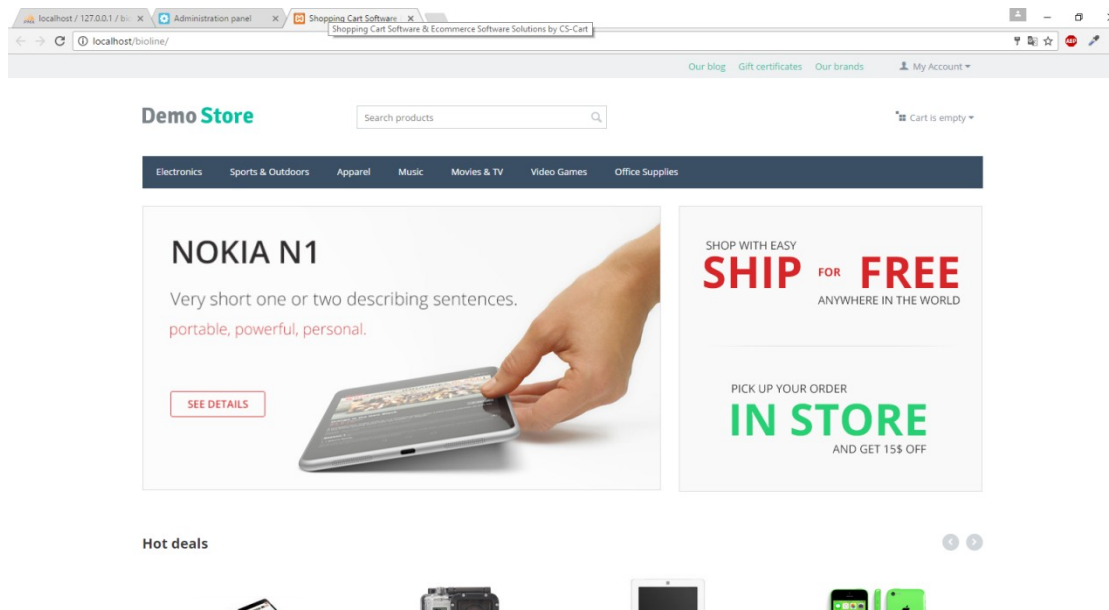 localhost / 127.0.0.1 / bio
Administration panel
Shopping Cart Software
Shopping Cart Software & Ecommerce Software Solutions by CS-Cart
localhost/bioline/
ABP
Our blog
Gift certificates
Our brands
My Account
Demo Store
Search products
Cart is empty
Electronics
Sports & Outdoors
Apparel
Music
Movies & TV
Video Games
Office Supplies
NOKIA N1
Very short one or two describing sentences.
portable, powerful, personal.
SEE DETAILS
SHOP WITH EASY
SHIP FOR FREE
ANYWHERE IN THE WORLD
PICK UP YOUR ORDER
IN STORE
AND GET 15$ OFF
Hot deals